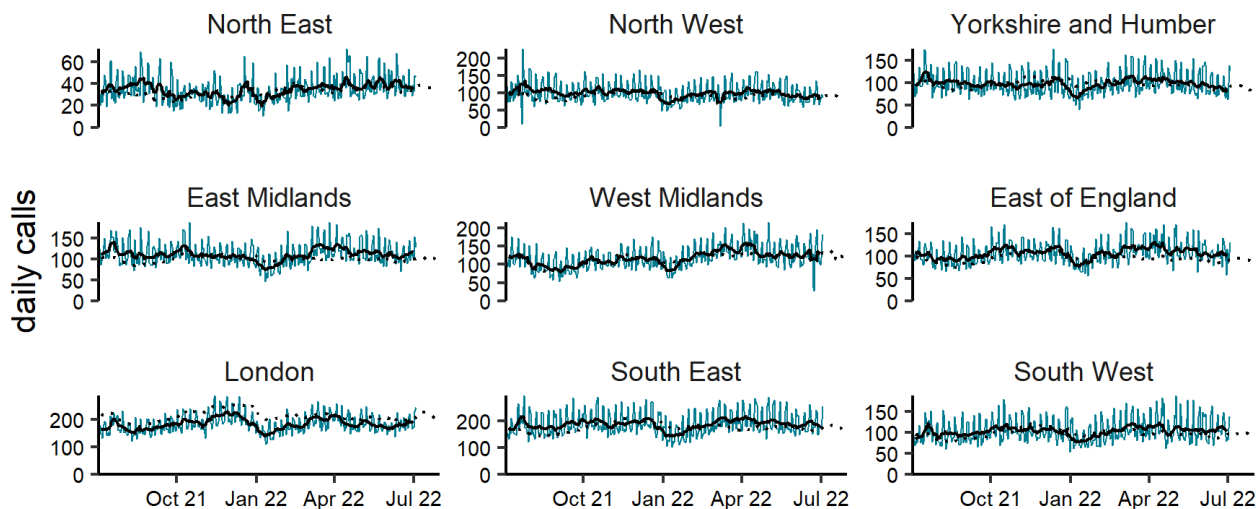 North East
North West
Yorkshire and Humber
60
40
20
0
200
150
100
50
0
150
100
50
0
daily calls
East Midlands
West Midlands
East of England
150
100
50
0
200
150
100
50
0
150
100
50
0
London
South East
South West
200
100
0
200
100
0
150
100
50
0
Oct 21 Jan 22 Apr 22 Jul 22
Oct 21 Jan 22 Apr 22 Jul 22
Oct 21 Jan 22 Apr 22 Jul 22